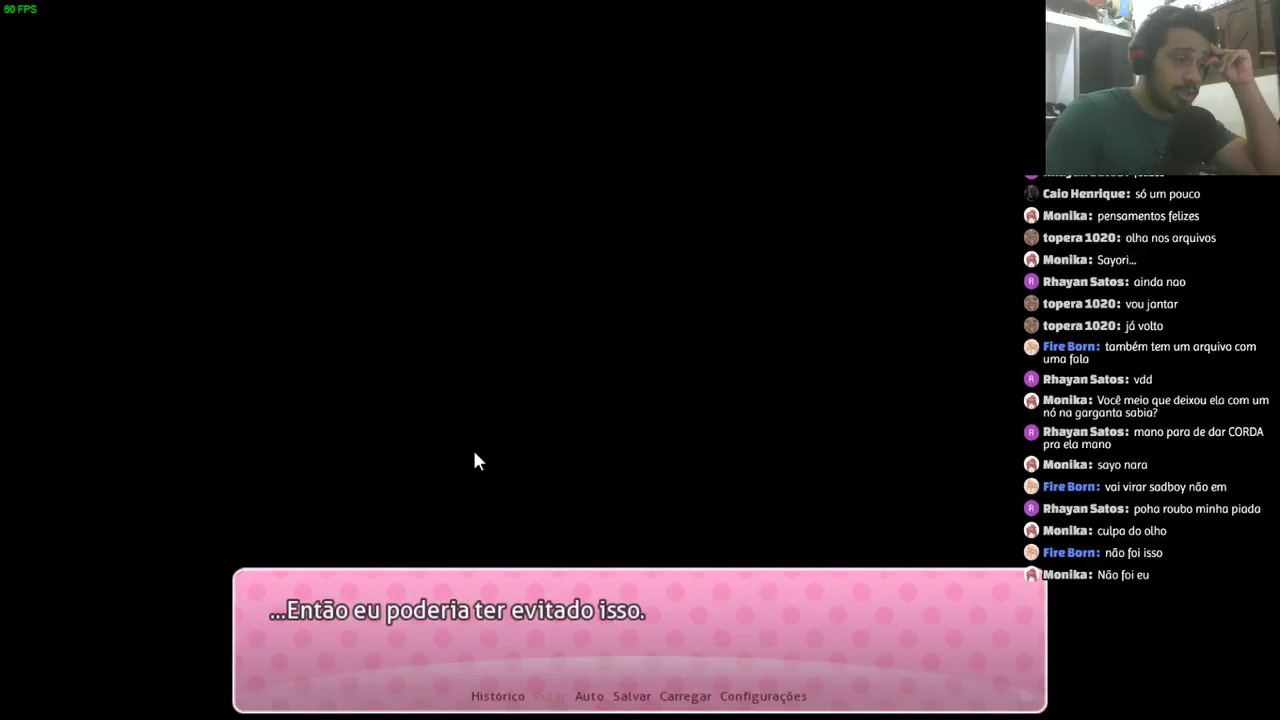 60 FPS
Caio Henrique: só um pouco
Monika: pensamentos felizes
topera 1020: olha nos arquivos
Monika: Sayori...
Rhayan Satos: ainda nao
topera 1020: vou jantar
topera 1020: já volto
Fire Born: também tem um arquivo com
uma fala
Rhayan Satos: vdd
Monika: Você meio que deixou ela com um
nó na garganta sabia?
Rhayan Satos: mano para de dar CORDA
pra ela mano
Monika: sayo nara
Fire Born: vai virar sadboy não em
Rhayan Satos: poha roubo minha piada
Monika: culpa do olho
Fire Born: não foi isso
Monika: Não foi eu
...Então eu poderia ter evitado isso.
Histórico Pular Auto Salvar Carregar Configurações